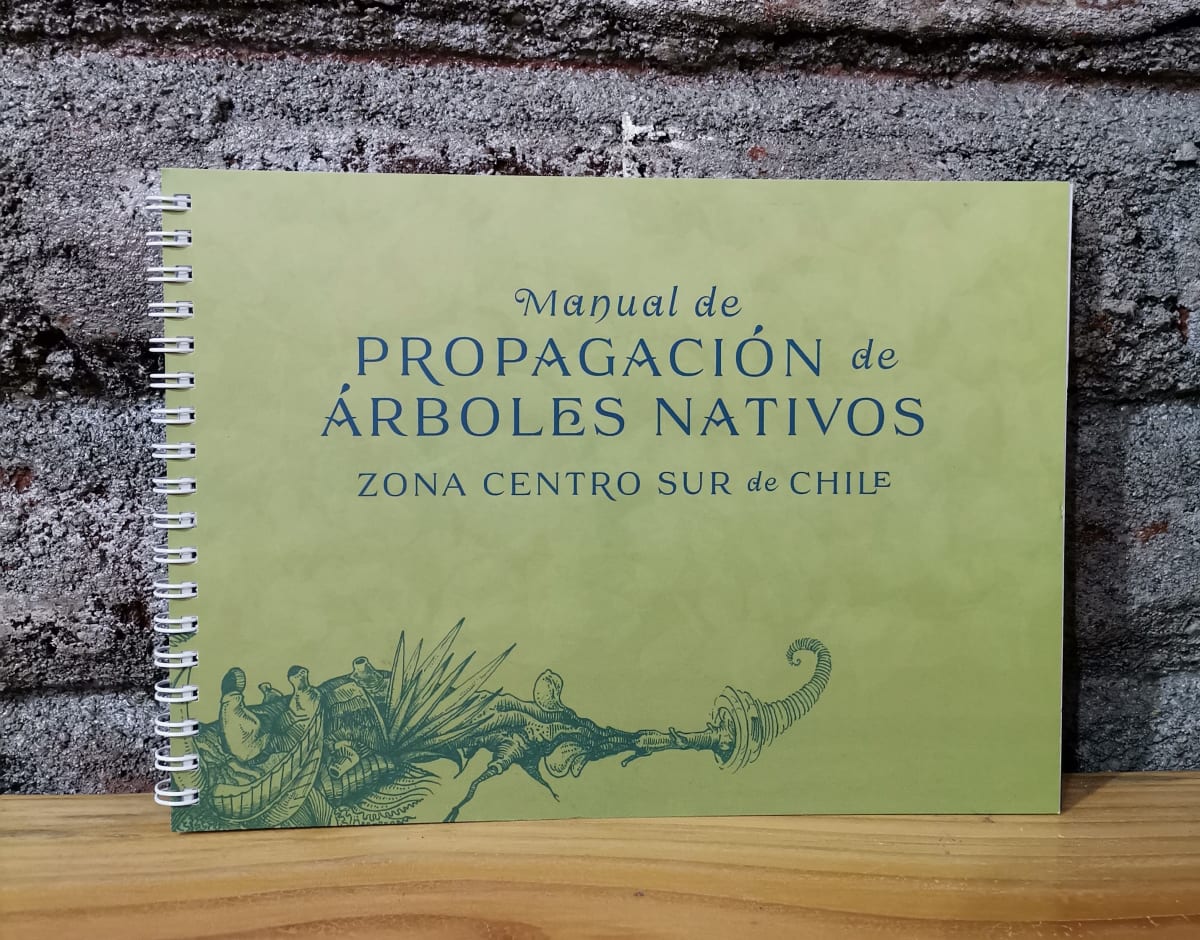 Manual de
PROPAGACIÓN de
ÁRBOLES NATIVOS
ZONA CENTRO SUR de CHILE